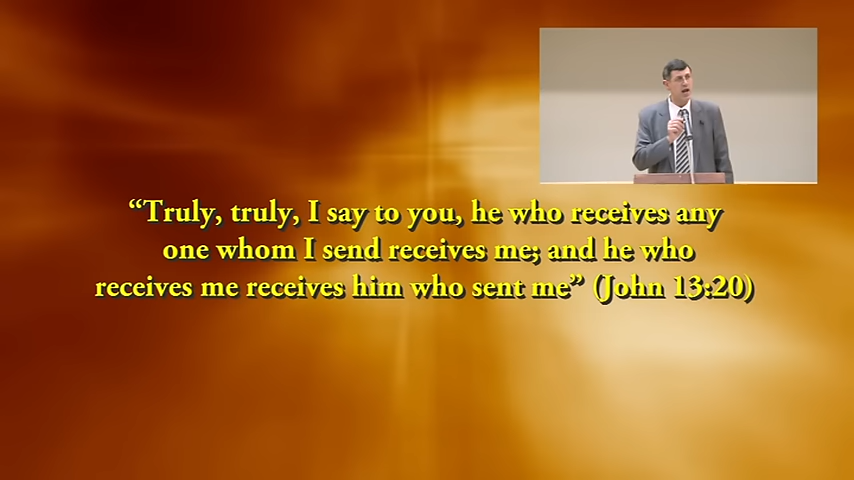 “Truly, truly, I say to you, he who receives any
one whom I send receives me; and he who
receives me receives him who sent me” (John 13:20)